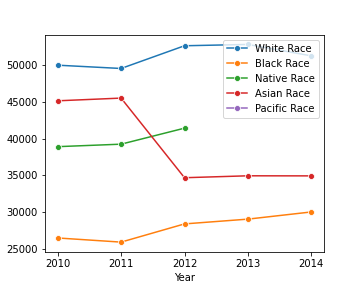 White Race
Black Race
Native Race
Asian Race
Pacific Race
50000
45000
40000
35000
30000
25000
2010 2011 2012 2013 2014
Year